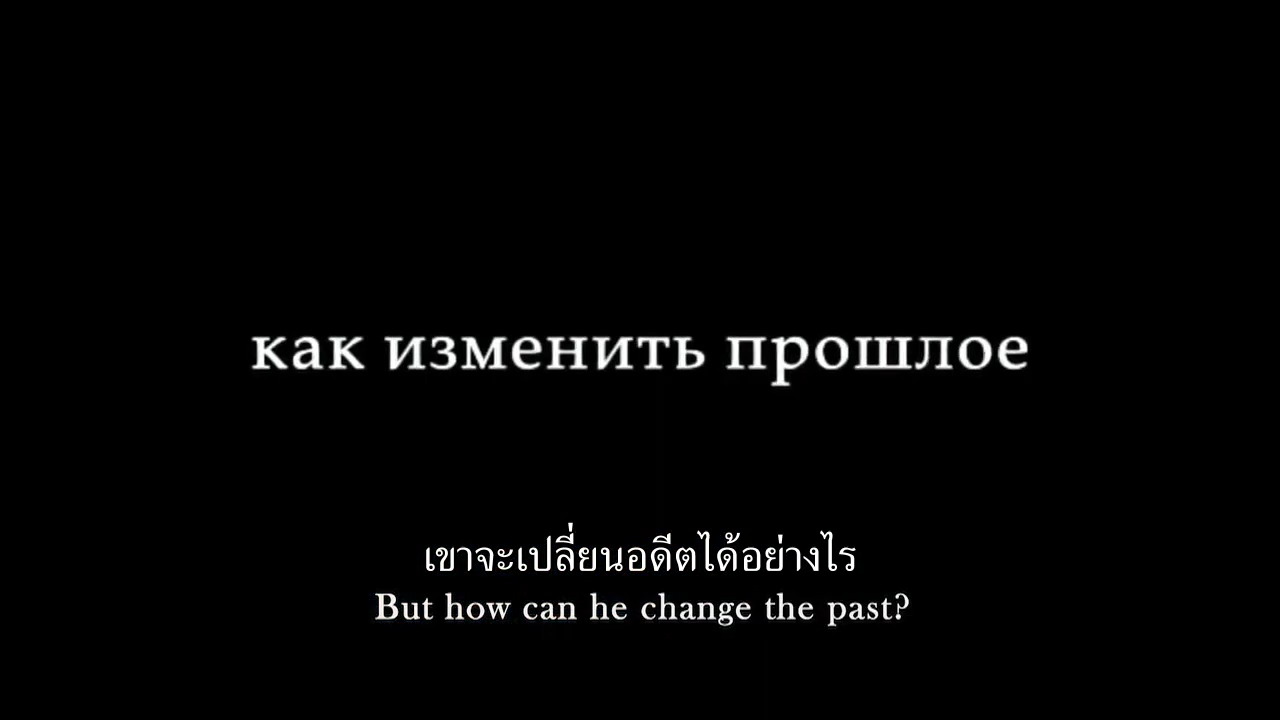 как изменить прошлое
เขาจะเปลี่ยนอดีตได้อย่างไร
But how can he change the past?